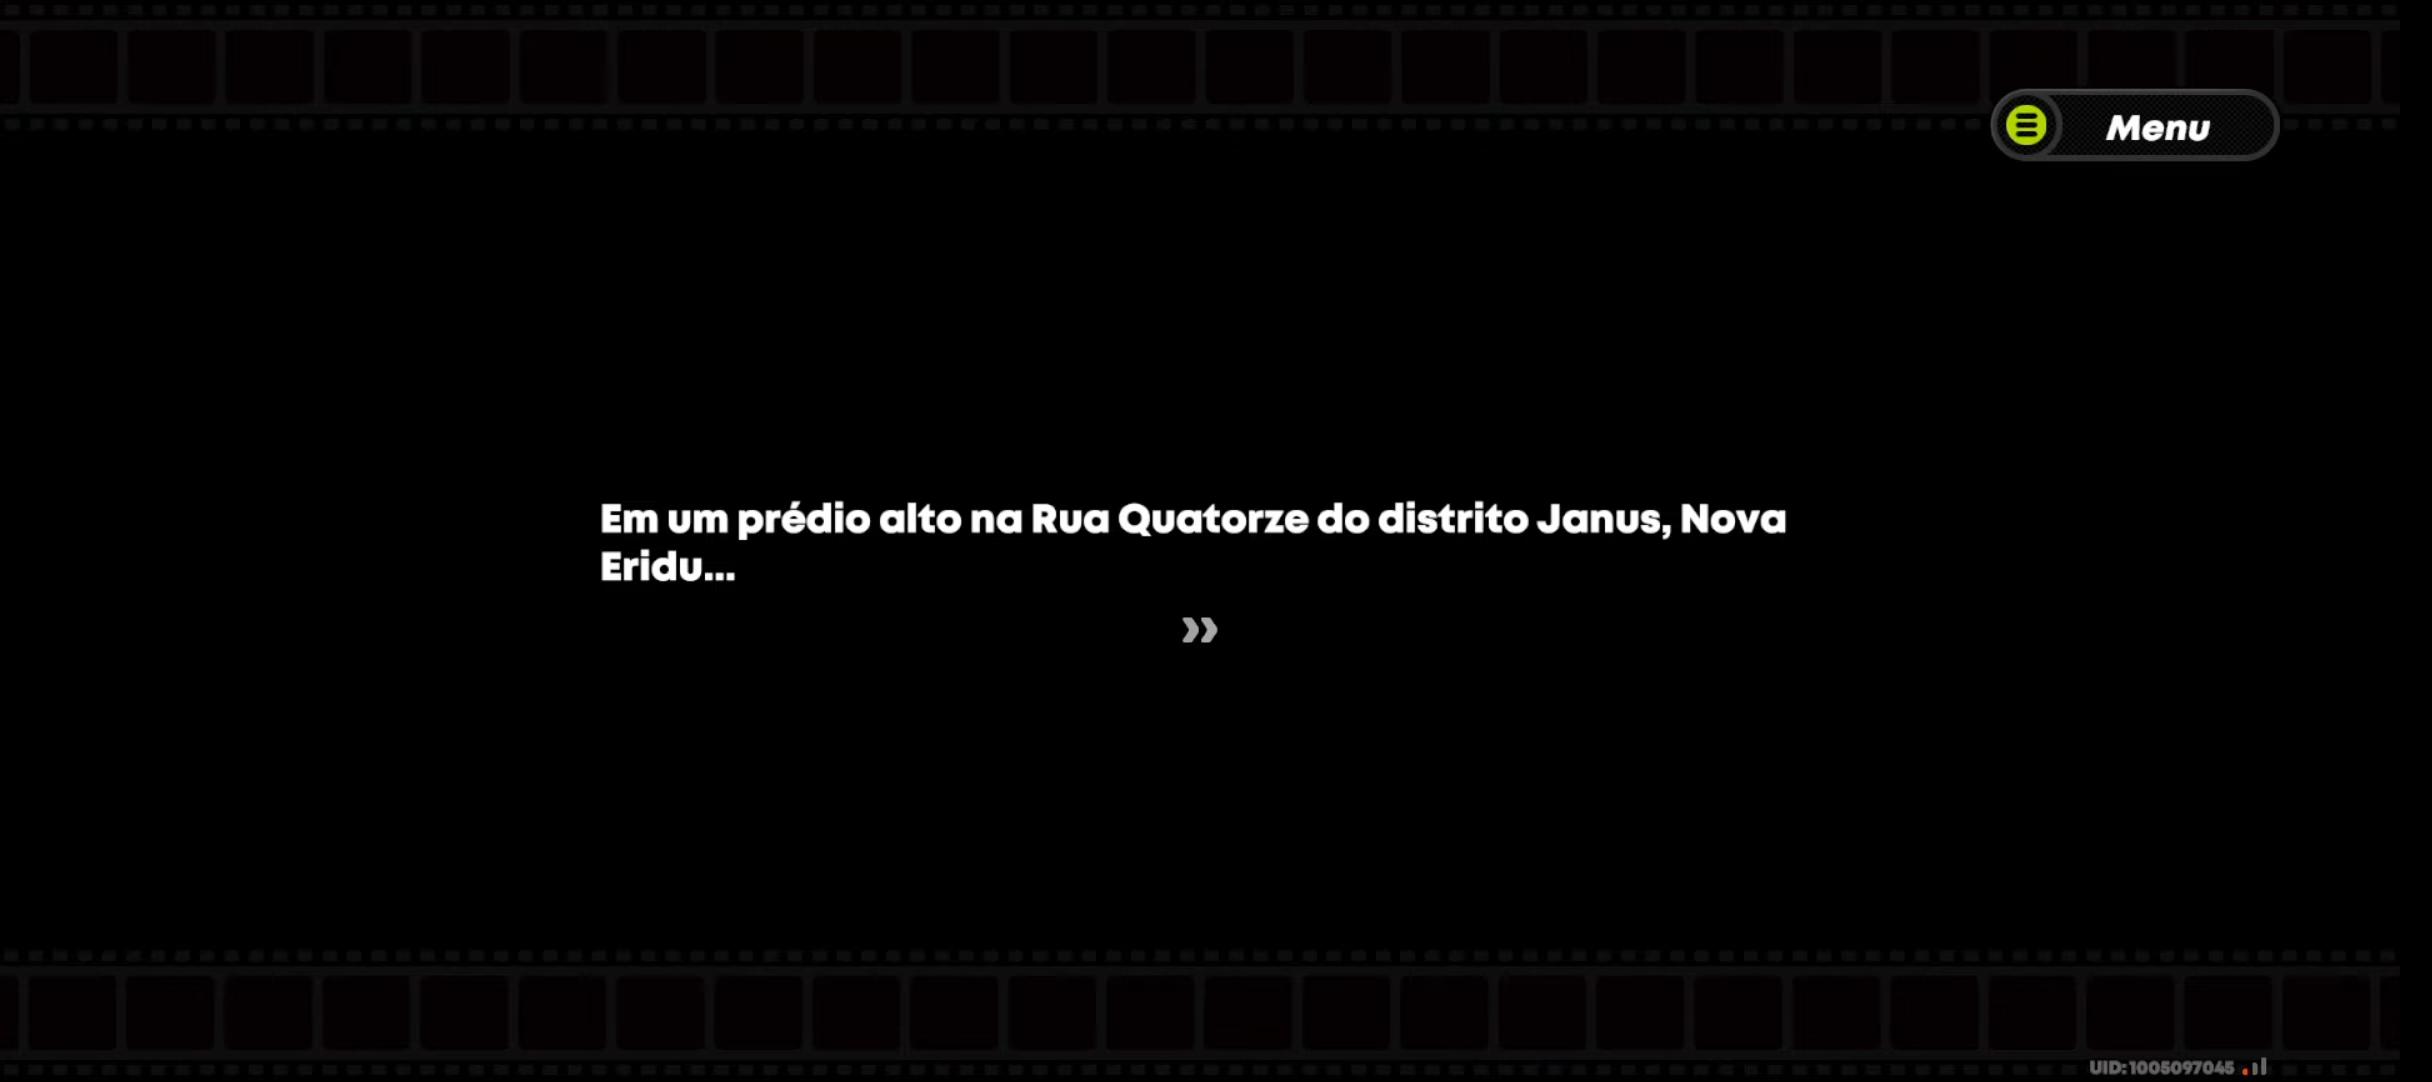 Menu
Em um prédio alto na Rua Quatorze do distrito Janus, Nova
Eridu...
UID:1005097045